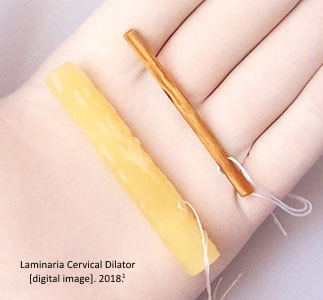 Laminaria Cervical Dilator
[digital image]. 2018.¹